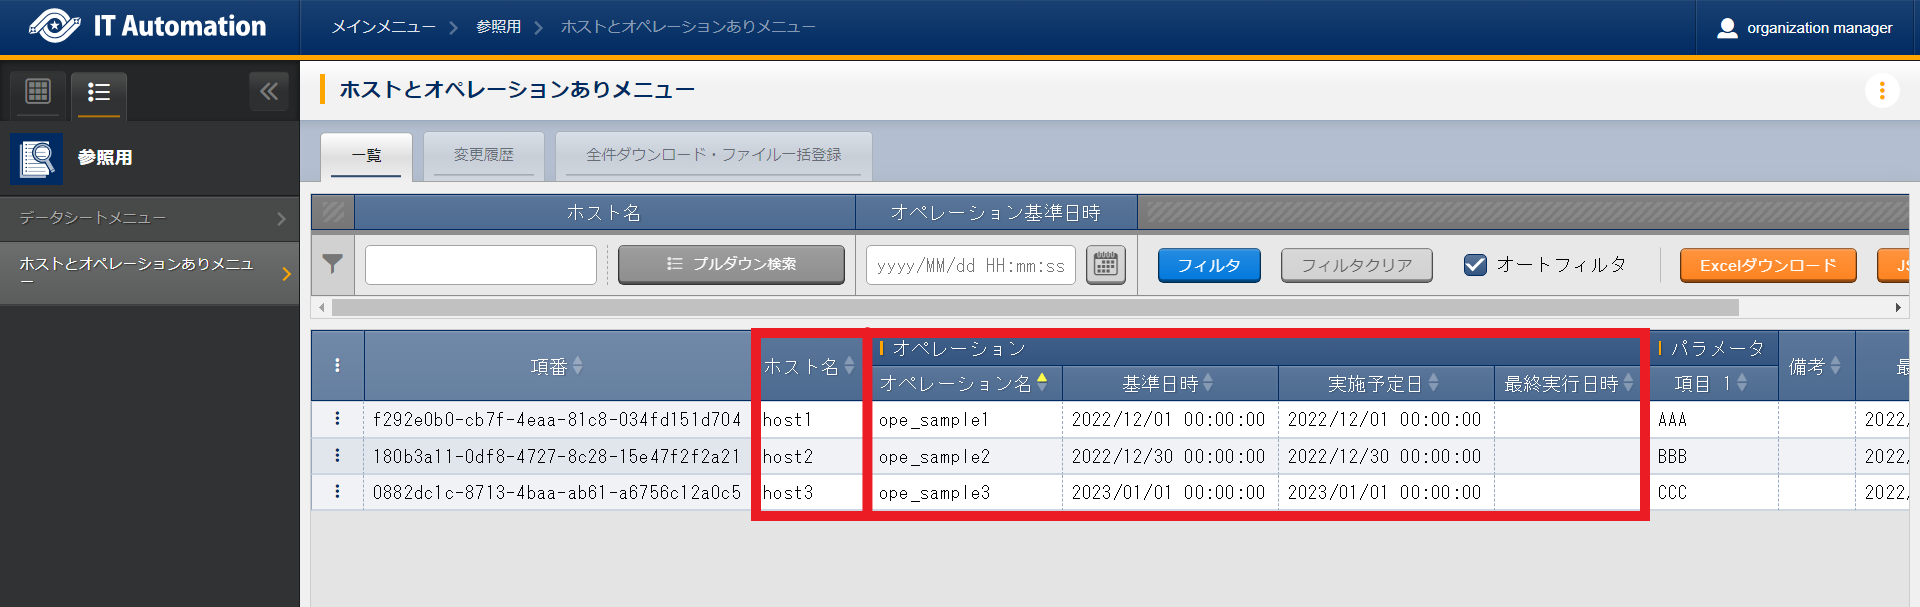 IT Automation
メインメニュー
参照用
ホストとオペレーションありメニュー
organization manager
参照用
データシートメニュー
ホストとオペレーションありメニュ
ー
ホストとオペレーションありメニュー
一覧
変更履歴
全件ダウンロード・ファイル一括登録
ホスト名
オペレーション基準日時
プルダウン検索
yyyy/MM/dd HH:mm:ss
フィルタ
フィルタクリア
オートフィルタ
Excelダウンロード
JS
項番
ホスト名
オペレーション
パラメータ
備考
最
オペレーション名
基準日時
実施予定日
最終実行日時
項目 1
f292e0b0-cb7f-4eaa-81c8-034fd151d704 host1 ope_sample1 2022/12/01 00:00:00 2022/12/01 00:00:00 AAA 2022/
180b3a11-0df8-4727-8c28-15e47f2f2a21 host2 ope_sample2 2022/12/30 00:00:00 2022/12/30 00:00:00 BBB 2022/
0882dc1c-8713-4baa-ab61-a6756c12a0c5 host3 ope_sample3 2023/01/01 00:00:00 2023/01/01 00:00:00 CCC 2022/